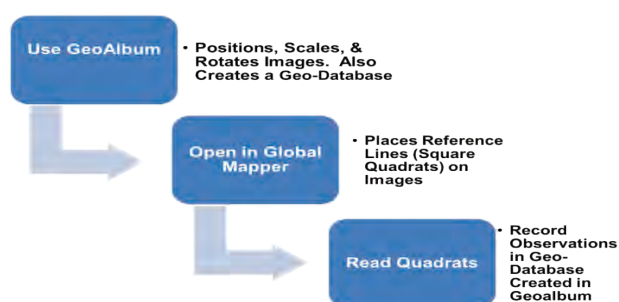 Use GeoAlbum
• Positions, Scales, &
Rotates Images. Also
Creates a Geo-Database
Open in Global
Mapper
• Places Reference
Lines (Square
Quadrats) on
Images
Read Quadrats
• Record
Observations
in Geo-
Database
Created in
Geoalbum